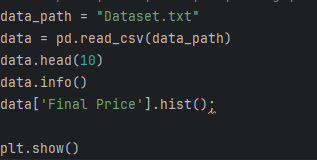 data_path = "Dataset.txt"
data = pd.read_csv(data_path)
data.head(10)
data.info()
data['Final Price'].hist();
plt.show()